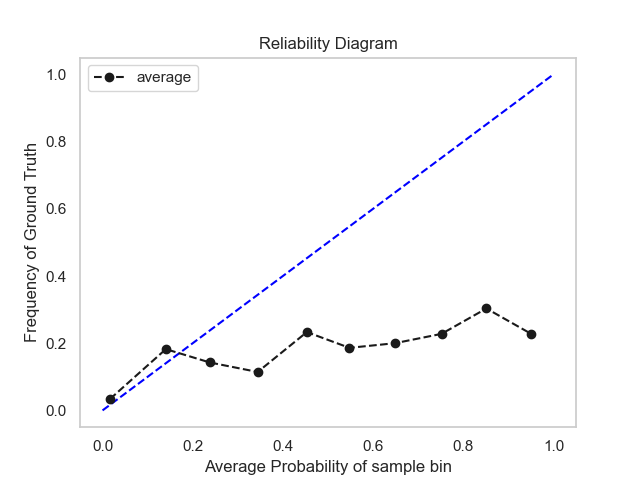 Reliability Diagram
average
1.0
0.8
0.6
0.4
0.2
0.0
Frequency of Ground Truth
0.0 0.2 0.4 0.6 0.8 1.0
Average Probability of sample bin